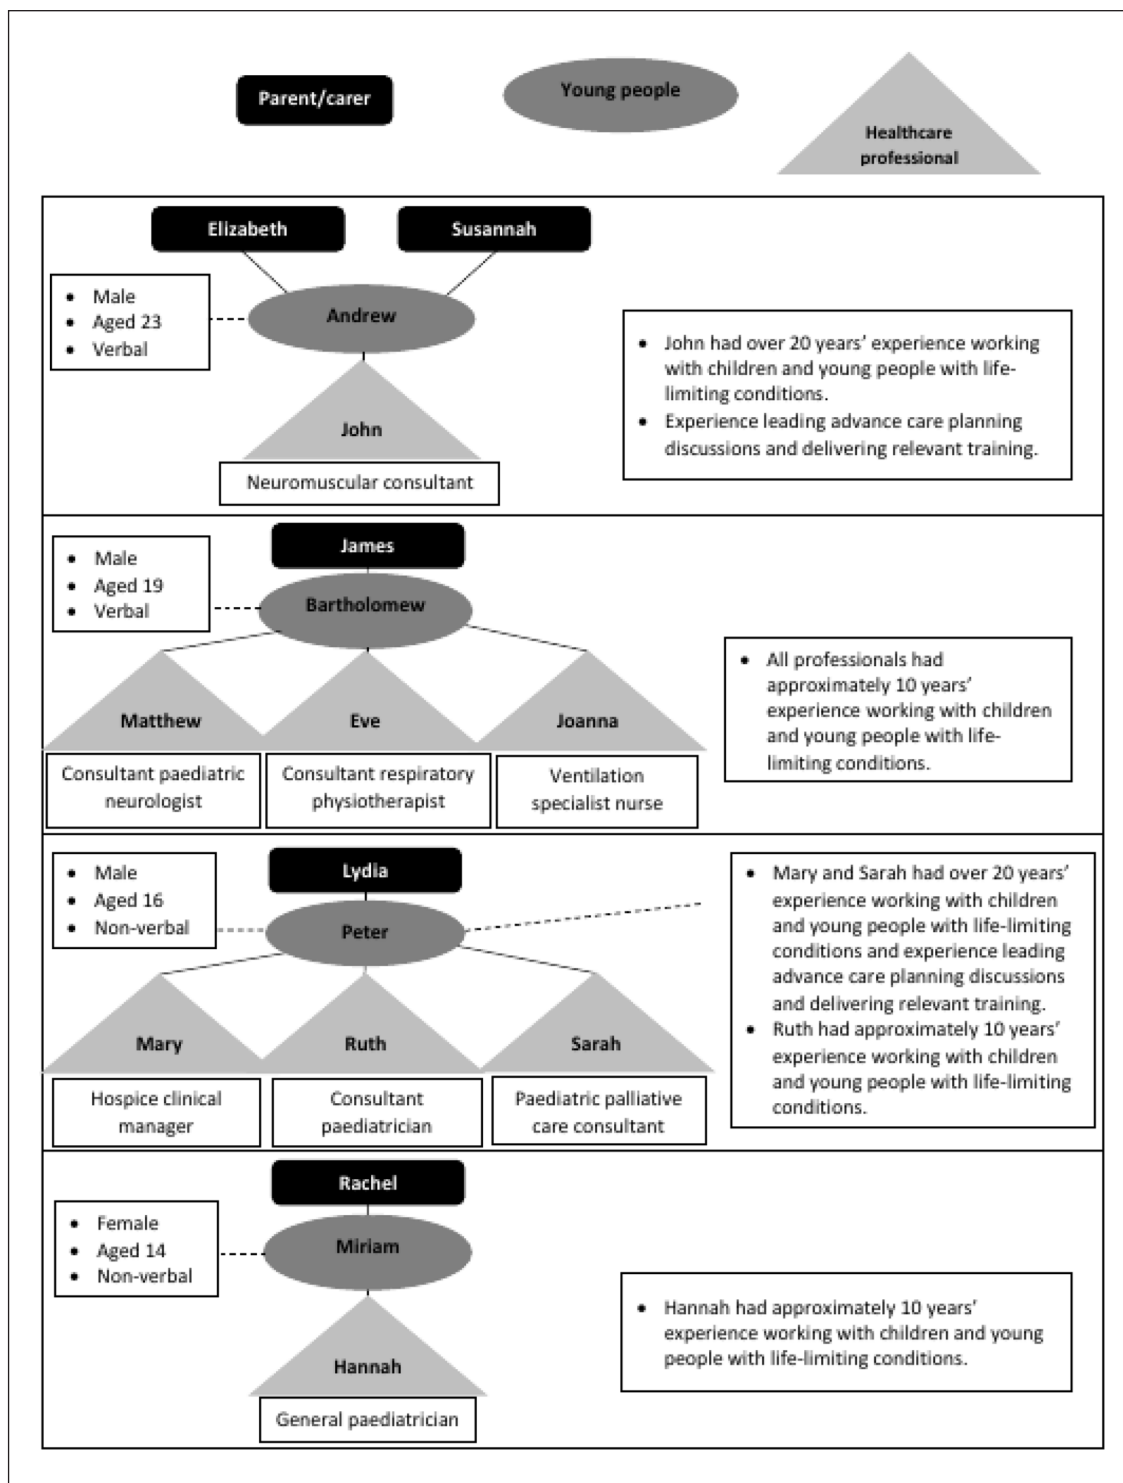 Parent/carer
Young people
Healthcare
professional
Elizabeth
Susannah
• Male
• Aged 23
• Verbal
Andrew
John
Neuromuscular consultant
• John had over 20 years’ experience working
with children and young people with life-
limiting conditions.
• Experience leading advance care planning
discussions and delivering relevant training.
James
• Male
• Aged 19
• Verbal
Bartholomew
Matthew
Eve
Joanna
Consultant paediatric
neurologist
Consultant respiratory
physiotherapist
Ventilation
specialist nurse
• All professionals had
approximately 10 years’
experience working with children
and young people with life-
limiting conditions.
Lydia
• Male
• Aged 16
• Non-verbal
Peter
Mary
Ruth
Sarah
Hospice clinical
manager
Consultant
paediatrician
Paediatric palliative
care consultant
• Mary and Sarah had over 20 years’
experience working with children
and young people with life-limiting
conditions and experience leading
advance care planning discussions
and delivering relevant training.
• Ruth had approximately 10 years’
experience working with children
and young people with life-limiting
conditions.
Rachel
• Female
• Aged 14
• Non-verbal
Miriam
Hannah
General paediatrician
• Hannah had approximately 10 years’
experience working with children and young
people with life-limiting conditions.